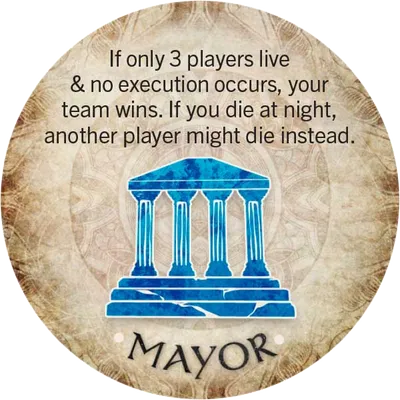 If only 3 players live
& no execution occurs, your
team wins. If you die at night,
another player might die instead.
MAYOR